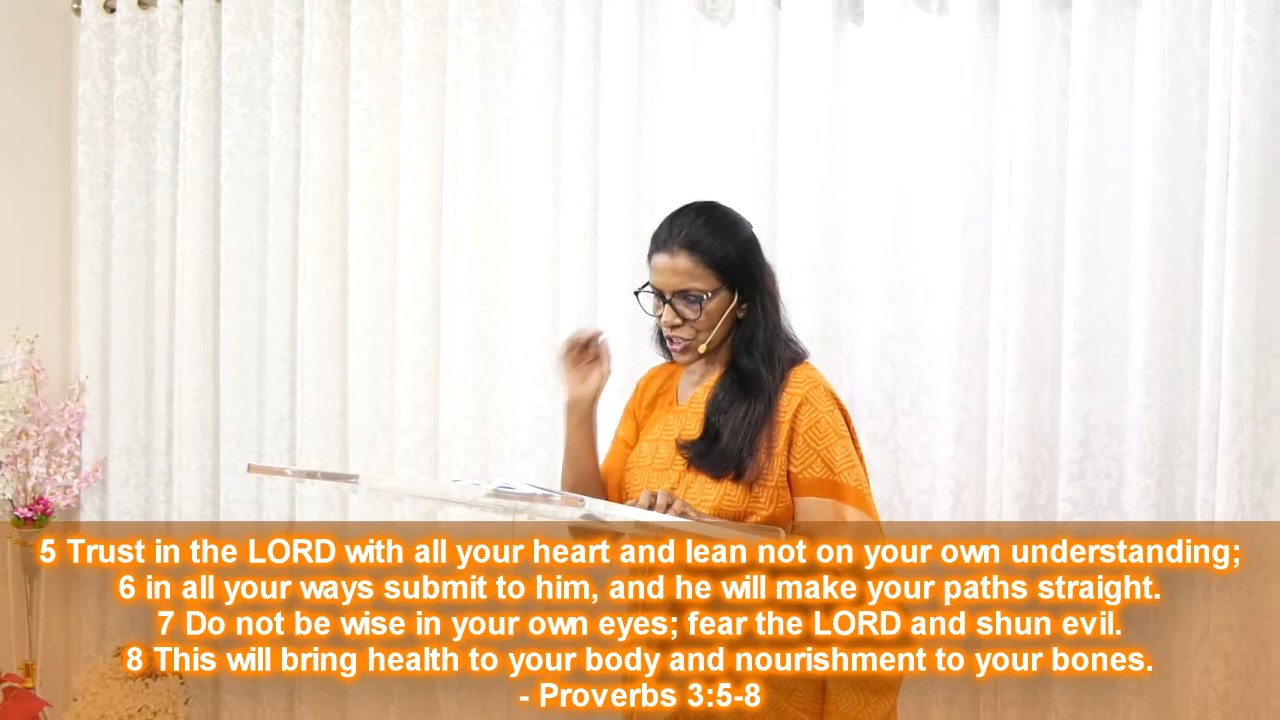 5 Trust in the LORD with all your heart and lean not on your own understanding;
6 in all your ways submit to him, and he will make your paths straight.
7 Do not be wise in your own eyes; fear the LORD and shun evil.
8 This will bring health to your body and nourishment to your bones.
- Proverbs 3:5-8